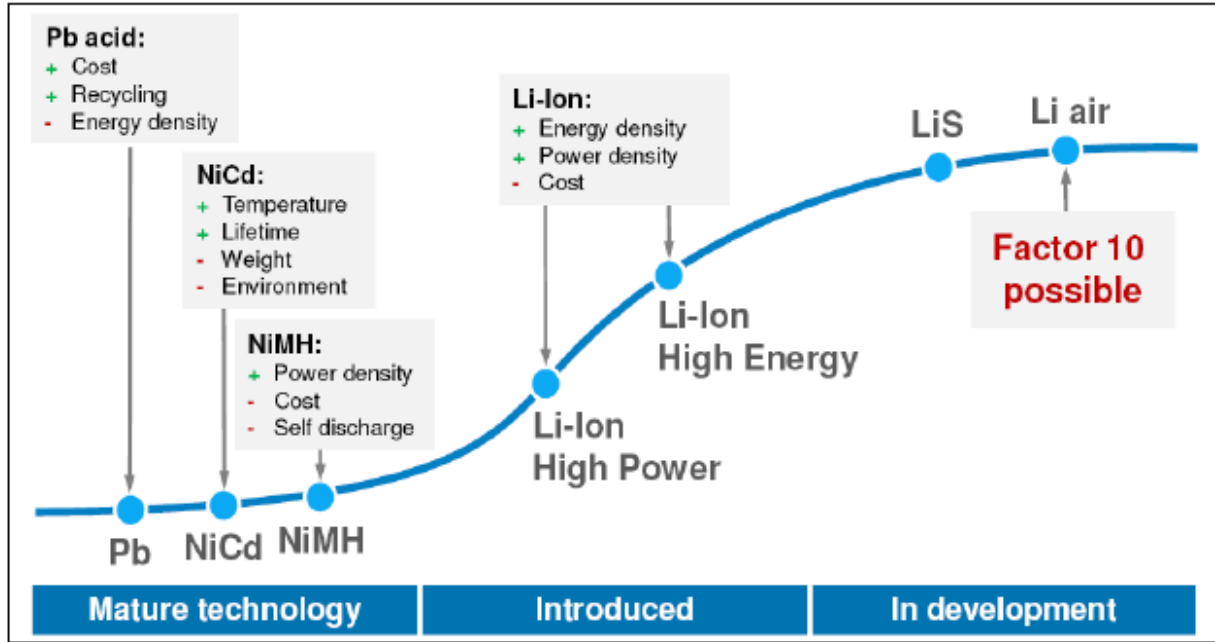 Pb acid:
+ Cost
+ Recycling
- Energy density
NiCd:
+ Temperature
+ Lifetime
- Weight
- Environment
NiMH:
+ Power density
- Cost
- Self discharge
Li-Ion:
+ Energy density
+ Power density
- Cost
LiS
Li air
Factor 10
possible
Li-Ion
High Energy
Li-Ion
High Power
Pb
NiCd
NiMH
Mature technology
Introduced
In development